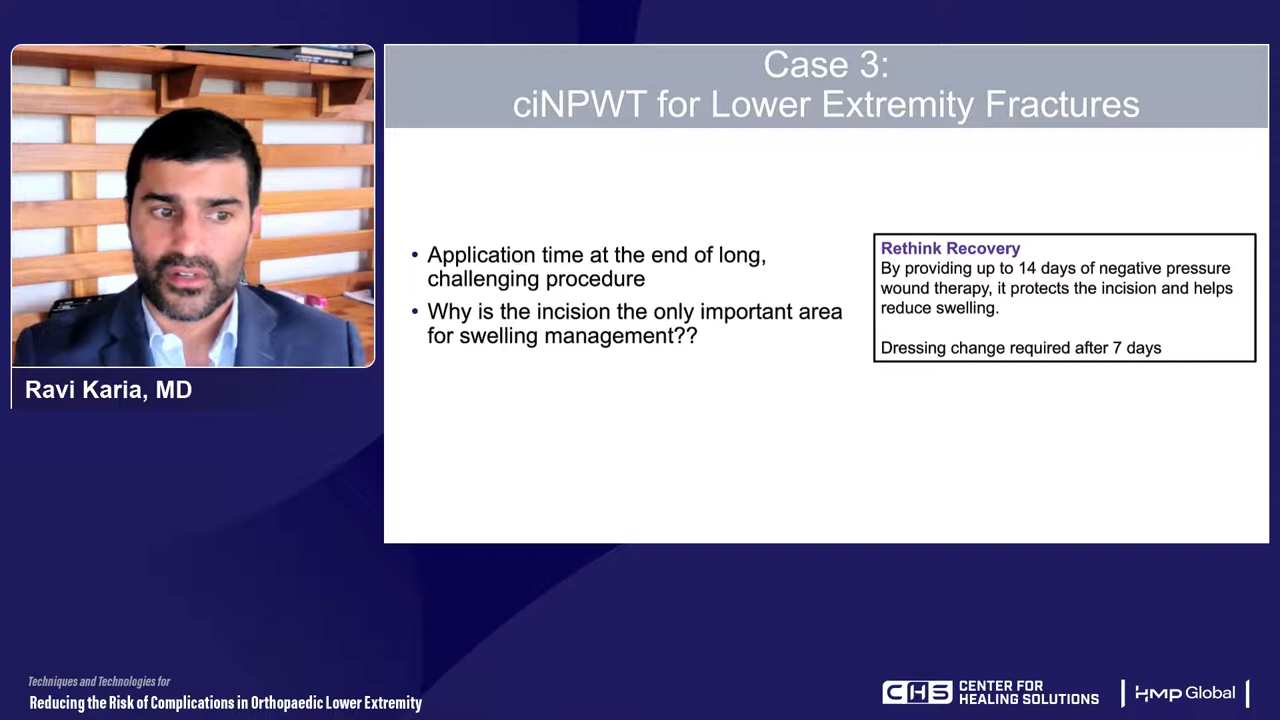 Case 3:
ciNPWT for Lower Extremity Fractures
• Application time at the end of long,
challenging procedure
• Why is the incision the only important area
for swelling management??
Rethink Recovery
By providing up to 14 days of negative pressure
wound therapy, it protects the incision and helps
reduce swelling.
Dressing change required after 7 days
Ravi Karia, MD
Techniques and Technologies for
Reducing the Risk of Complications in Orthopaedic Lower Extremity
CHS CENTER FOR
HEALING SOLUTIONS
HMP Global